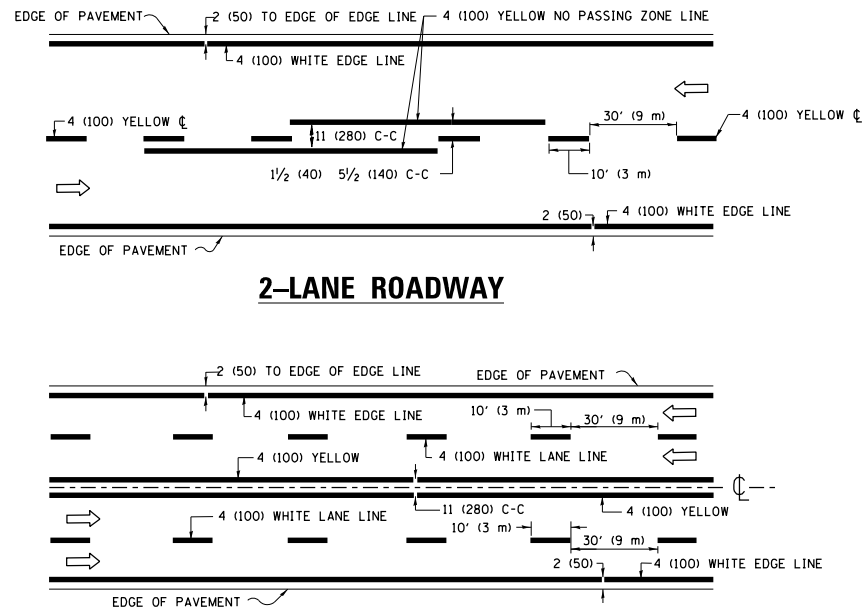 EDGE OF PAVEMENT
2 (50) TO EDGE OF EDGE LINE
4 (100) YELLOW NO PASSING ZONE LINE
4 (100) WHITE EDGE LINE
4 (100) YELLOW ℄
11 (280) C-C
30' (9 m)
4 (100) YELLOW ℄
1½ (40) 5½ (140) C-C
10' (3 m)
2 (50)
4 (100) WHITE EDGE LINE
EDGE OF PAVEMENT
2–LANE ROADWAY
2 (50) TO EDGE OF EDGE LINE
EDGE OF PAVEMENT
4 (100) WHITE EDGE LINE
10' (3 m)
30' (9 m)
4 (100) YELLOW
4 (100) WHITE LANE LINE
℄
11 (280) C-C
4 (100) YELLOW
4 (100) WHITE LANE LINE
10' (3 m)
30' (9 m)
2 (50)
4 (100) WHITE EDGE LINE
EDGE OF PAVEMENT